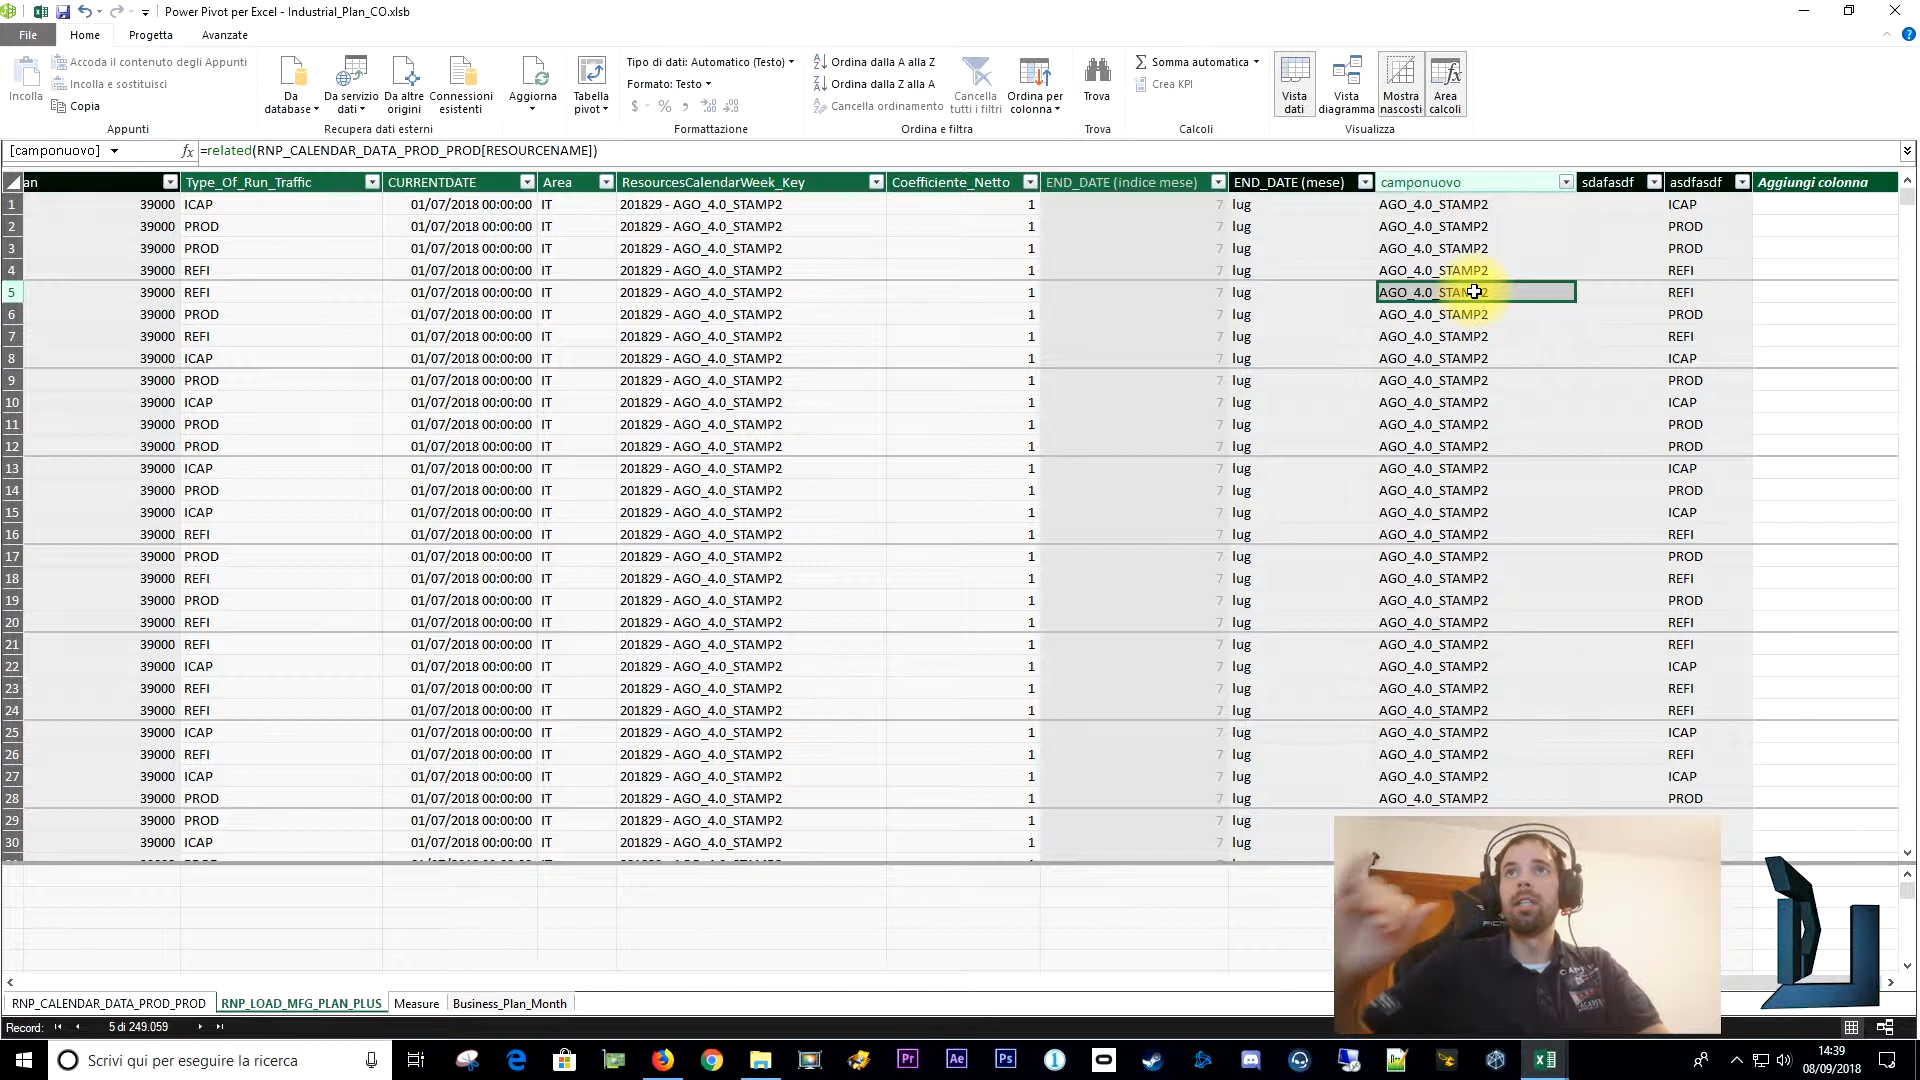 Power Pivot per Excel - Industrial_Plan_CO.xlsb
File Home Progetta Avanzate
Incolla
Accoda il contenuto degli Appunti
Incolla e sostituisci
Copia
Appunti
Da database
Da servizio dati
Da altre origini
Connessioni esistenti
Recupera dati esterni
Aggiorna
Tabella pivot
Tipo di dati: Automatico (Testo)
Formato: Testo
$ % ,
Formattazione
Ordina dalla A alla Z
Ordina dalla Z alla A
Cancella ordinamento
Cancella tutti i filtri
Ordina per colonna
Ordina e filtra
Trova
Trova
Somma automatica
Crea KPI
Calcoli
Vista dati
Vista diagramma
Mostra nascosti
Area calcoli
Visualizza
[camponuovo] fx =related(RNP_CALENDAR_DATA_PROD_PROD[RESOURCENAME])
an Type_Of_Run_Traffic CURRENTDATE Area ResourcesCalendarWeek_Key Coefficiente_Netto END_DATE (indice mese) END_DATE (mese) camponuovo sdafasdf asdfasdf Aggiungi colonna
1 39000 ICAP 01/07/2018 00:00:00 IT 201829 - AGO_4.0_STAMP2 1 7 lug AGO_4.0_STAMP2 ICAP
2 39000 PROD 01/07/2018 00:00:00 IT 201829 - AGO_4.0_STAMP2 1 7 lug AGO_4.0_STAMP2 PROD
3 39000 PROD 01/07/2018 00:00:00 IT 201829 - AGO_4.0_STAMP2 1 7 lug AGO_4.0_STAMP2 PROD
4 39000 REFI 01/07/2018 00:00:00 IT 201829 - AGO_4.0_STAMP2 1 7 lug AGO_4.0_STAMP2 REFI
5 39000 REFI 01/07/2018 00:00:00 IT 201829 - AGO_4.0_STAMP2 1 7 lug AGO_4.0_STAMP2 REFI
6 39000 PROD 01/07/2018 00:00:00 IT 201829 - AGO_4.0_STAMP2 1 7 lug AGO_4.0_STAMP2 PROD
7 39000 REFI 01/07/2018 00:00:00 IT 201829 - AGO_4.0_STAMP2 1 7 lug AGO_4.0_STAMP2 REFI
8 39000 ICAP 01/07/2018 00:00:00 IT 201829 - AGO_4.0_STAMP2 1 7 lug AGO_4.0_STAMP2 ICAP
9 39000 PROD 01/07/2018 00:00:00 IT 201829 - AGO_4.0_STAMP2 1 7 lug AGO_4.0_STAMP2 PROD
10 39000 ICAP 01/07/2018 00:00:00 IT 201829 - AGO_4.0_STAMP2 1 7 lug AGO_4.0_STAMP2 ICAP
11 39000 PROD 01/07/2018 00:00:00 IT 201829 - AGO_4.0_STAMP2 1 7 lug AGO_4.0_STAMP2 PROD
12 39000 PROD 01/07/2018 00:00:00 IT 201829 - AGO_4.0_STAMP2 1 7 lug AGO_4.0_STAMP2 PROD
13 39000 ICAP 01/07/2018 00:00:00 IT 201829 - AGO_4.0_STAMP2 1 7 lug AGO_4.0_STAMP2 ICAP
14 39000 PROD 01/07/2018 00:00:00 IT 201829 - AGO_4.0_STAMP2 1 7 lug AGO_4.0_STAMP2 PROD
15 39000 ICAP 01/07/2018 00:00:00 IT 201829 - AGO_4.0_STAMP2 1 7 lug AGO_4.0_STAMP2 ICAP
16 39000 REFI 01/07/2018 00:00:00 IT 201829 - AGO_4.0_STAMP2 1 7 lug AGO_4.0_STAMP2 REFI
17 39000 PROD 01/07/2018 00:00:00 IT 201829 - AGO_4.0_STAMP2 1 7 lug AGO_4.0_STAMP2 PROD
18 39000 REFI 01/07/2018 00:00:00 IT 201829 - AGO_4.0_STAMP2 1 7 lug AGO_4.0_STAMP2 REFI
19 39000 PROD 01/07/2018 00:00:00 IT 201829 - AGO_4.0_STAMP2 1 7 lug AGO_4.0_STAMP2 PROD
20 39000 REFI 01/07/2018 00:00:00 IT 201829 - AGO_4.0_STAMP2 1 7 lug AGO_4.0_STAMP2 REFI
21 39000 REFI 01/07/2018 00:00:00 IT 201829 - AGO_4.0_STAMP2 1 7 lug AGO_4.0_STAMP2 REFI
22 39000 ICAP 01/07/2018 00:00:00 IT 201829 - AGO_4.0_STAMP2 1 7 lug AGO_4.0_STAMP2 ICAP
23 39000 REFI 01/07/2018 00:00:00 IT 201829 - AGO_4.0_STAMP2 1 7 lug AGO_4.0_STAMP2 REFI
24 39000 REFI 01/07/2018 00:00:00 IT 201829 - AGO_4.0_STAMP2 1 7 lug AGO_4.0_STAMP2 REFI
25 39000 ICAP 01/07/2018 00:00:00 IT 201829 - AGO_4.0_STAMP2 1 7 lug AGO_4.0_STAMP2 ICAP
26 39000 REFI 01/07/2018 00:00:00 IT 201829 - AGO_4.0_STAMP2 1 7 lug AGO_4.0_STAMP2 REFI
27 39000 ICAP 01/07/2018 00:00:00 IT 201829 - AGO_4.0_STAMP2 1 7 lug AGO_4.0_STAMP2 ICAP
28 39000 PROD 01/07/2018 00:00:00 IT 201829 - AGO_4.0_STAMP2 1 7 lug AGO_4.0_STAMP2 PROD
29 39000 PROD 01/07/2018 00:00:00 IT 201829 - AGO_4.0_STAMP2 1 7 lug
30 39000 ICAP 01/07/2018 00:00:00 IT 201829 - AGO_4.0_STAMP2 1 7 lug
RNP_CALENDAR_DATA_PROD_PROD RNP_LOAD_MFG_PLAN_PLUS Measure Business_Plan_Month
Record: 5 di 249.059
Scrivi qui per eseguire la ricerca
Pr Ae Ps
14:39
08/09/2018